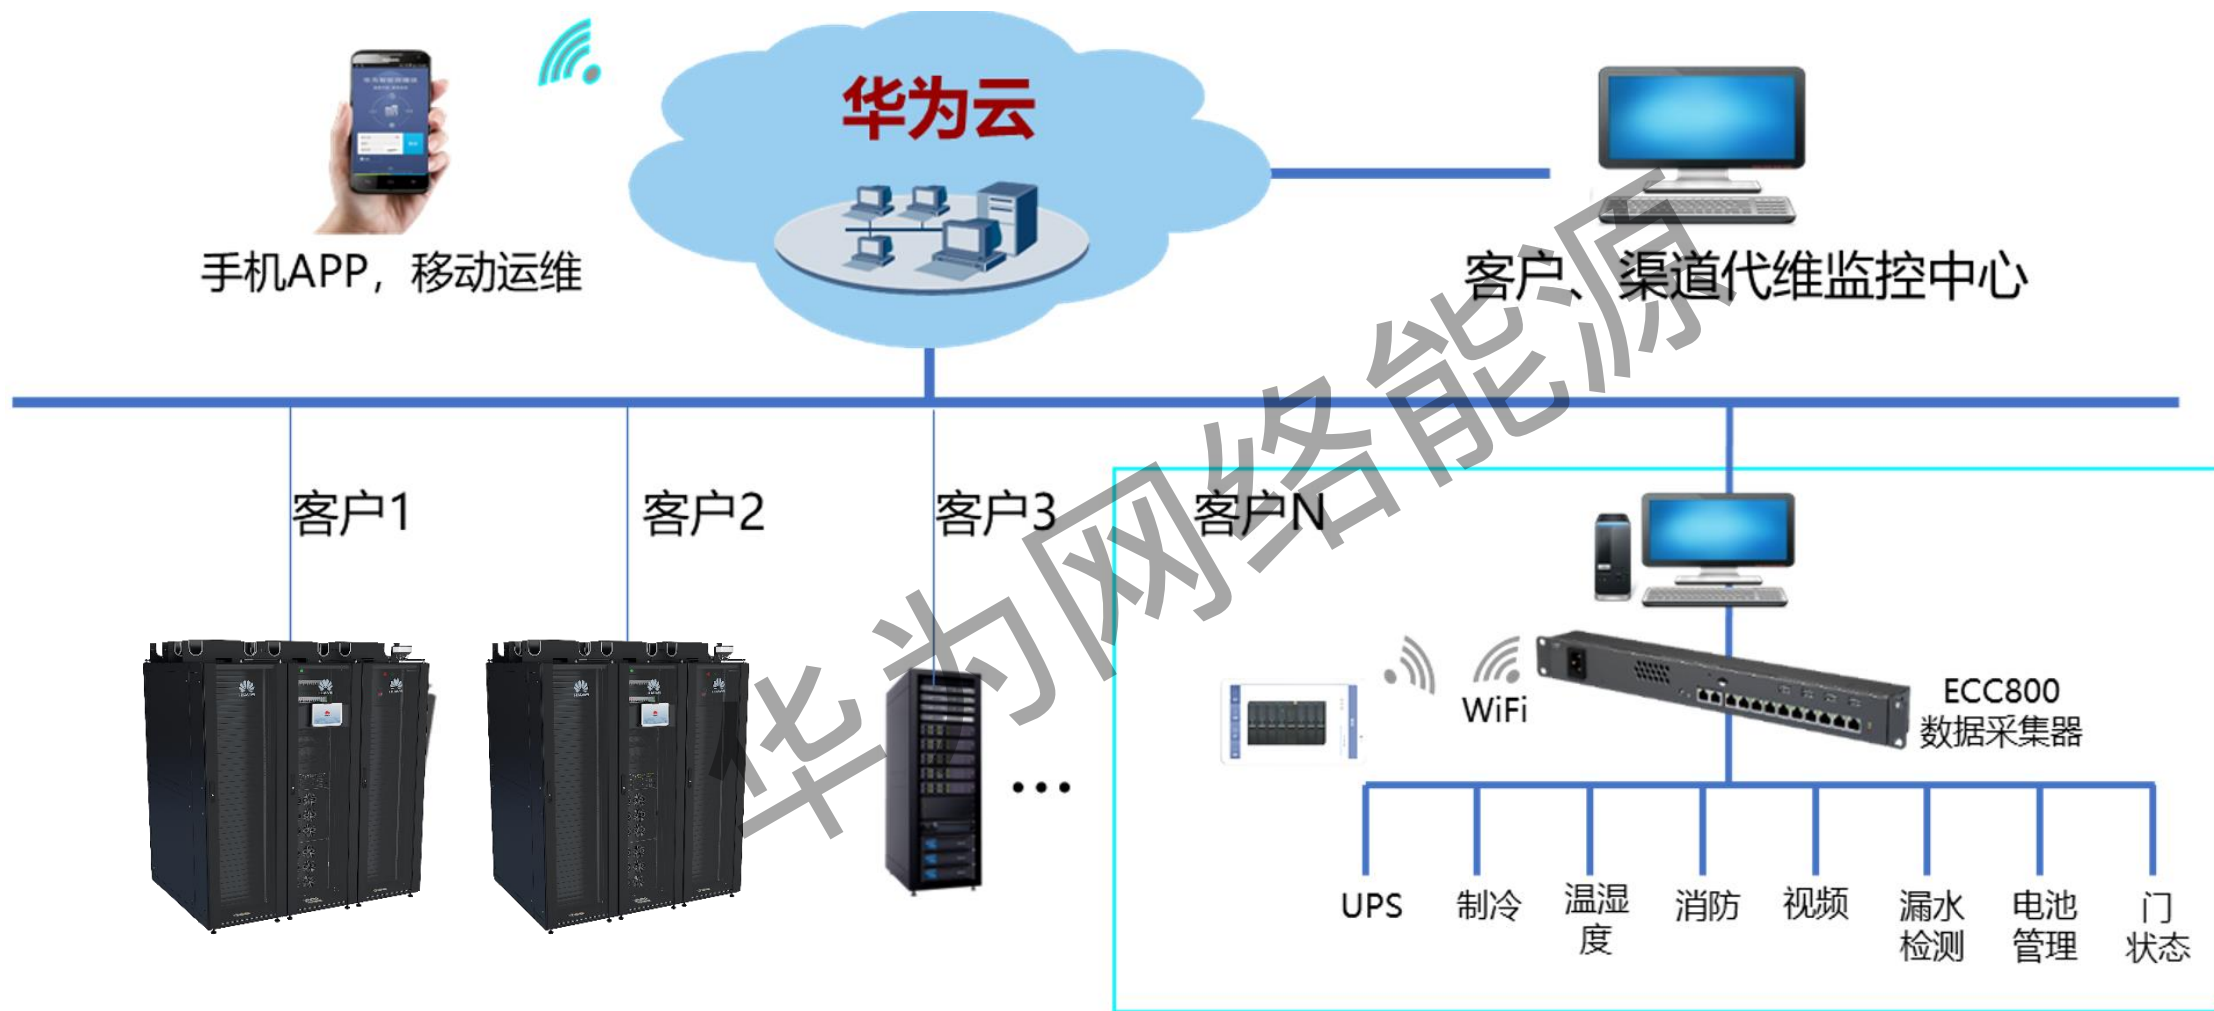 华为云
手机APP，移动运维
客户、渠道代维监控中心
客户1
客户2
客户3
客户N
WiFi
ECC800
数据采集器
UPS
制冷
温湿
度
消防
视频
漏水
检测
电池
管理
门
状态
华为网络能源